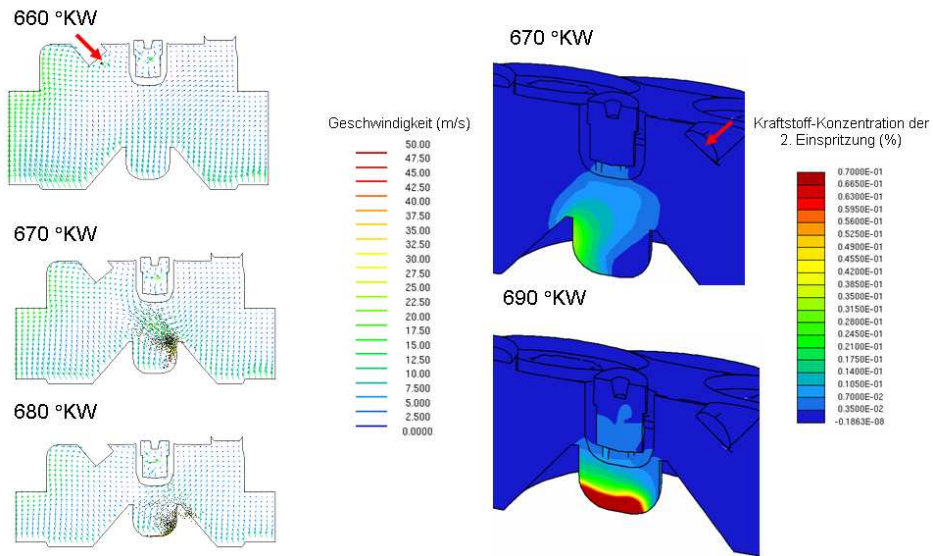 660 °KW
670 °KW
680 °KW
Geschwindigkeit (m/s)
50.00
47.50
45.00
42.50
40.00
37.50
35.00
32.50
30.00
27.50
25.00
22.50
20.00
17.50
15.00
12.50
10.00
7.500
5.000
2.500
0.0000
670 °KW
690 °KW
Kraftstoff-Konzentration der
2. Einspritzung (%)
0.7000E-01
0.6650E-01
0.6300E-01
0.5950E-01
0.5600E-01
0.5250E-01
0.4900E-01
0.4550E-01
0.4200E-01
0.3850E-01
0.3500E-01
0.3150E-01
0.2800E-01
0.2450E-01
0.2100E-01
0.1750E-01
0.1400E-01
0.1050E-01
0.7000E-02
0.3500E-02
-0.1863E-08